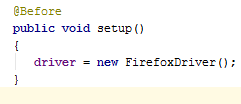 @Before
public void setup()
{
driver = new FirefoxDriver();
}